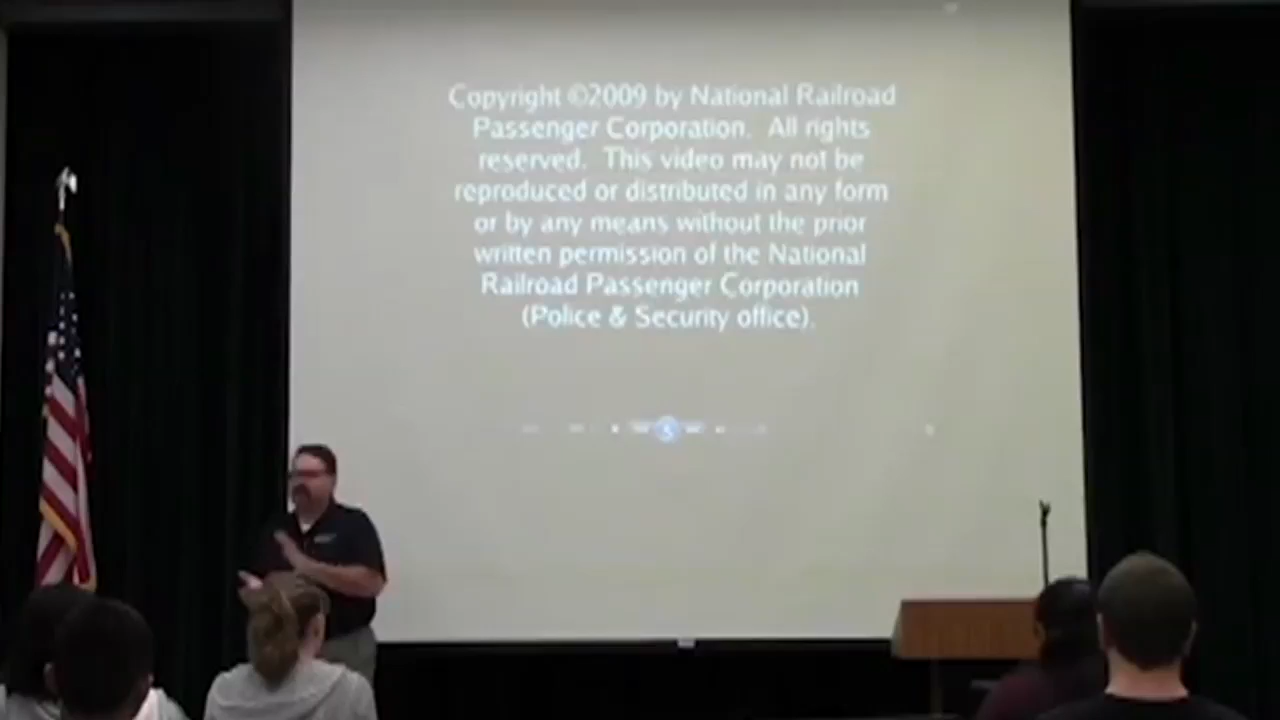 Copyright ©2009 by National Railroad
Passenger Corporation. All rights
reserved. This video may not be
reproduced or distributed in any form
or by any means without the prior
written permission of the National
Railroad Passenger Corporation
(Police & Security office).